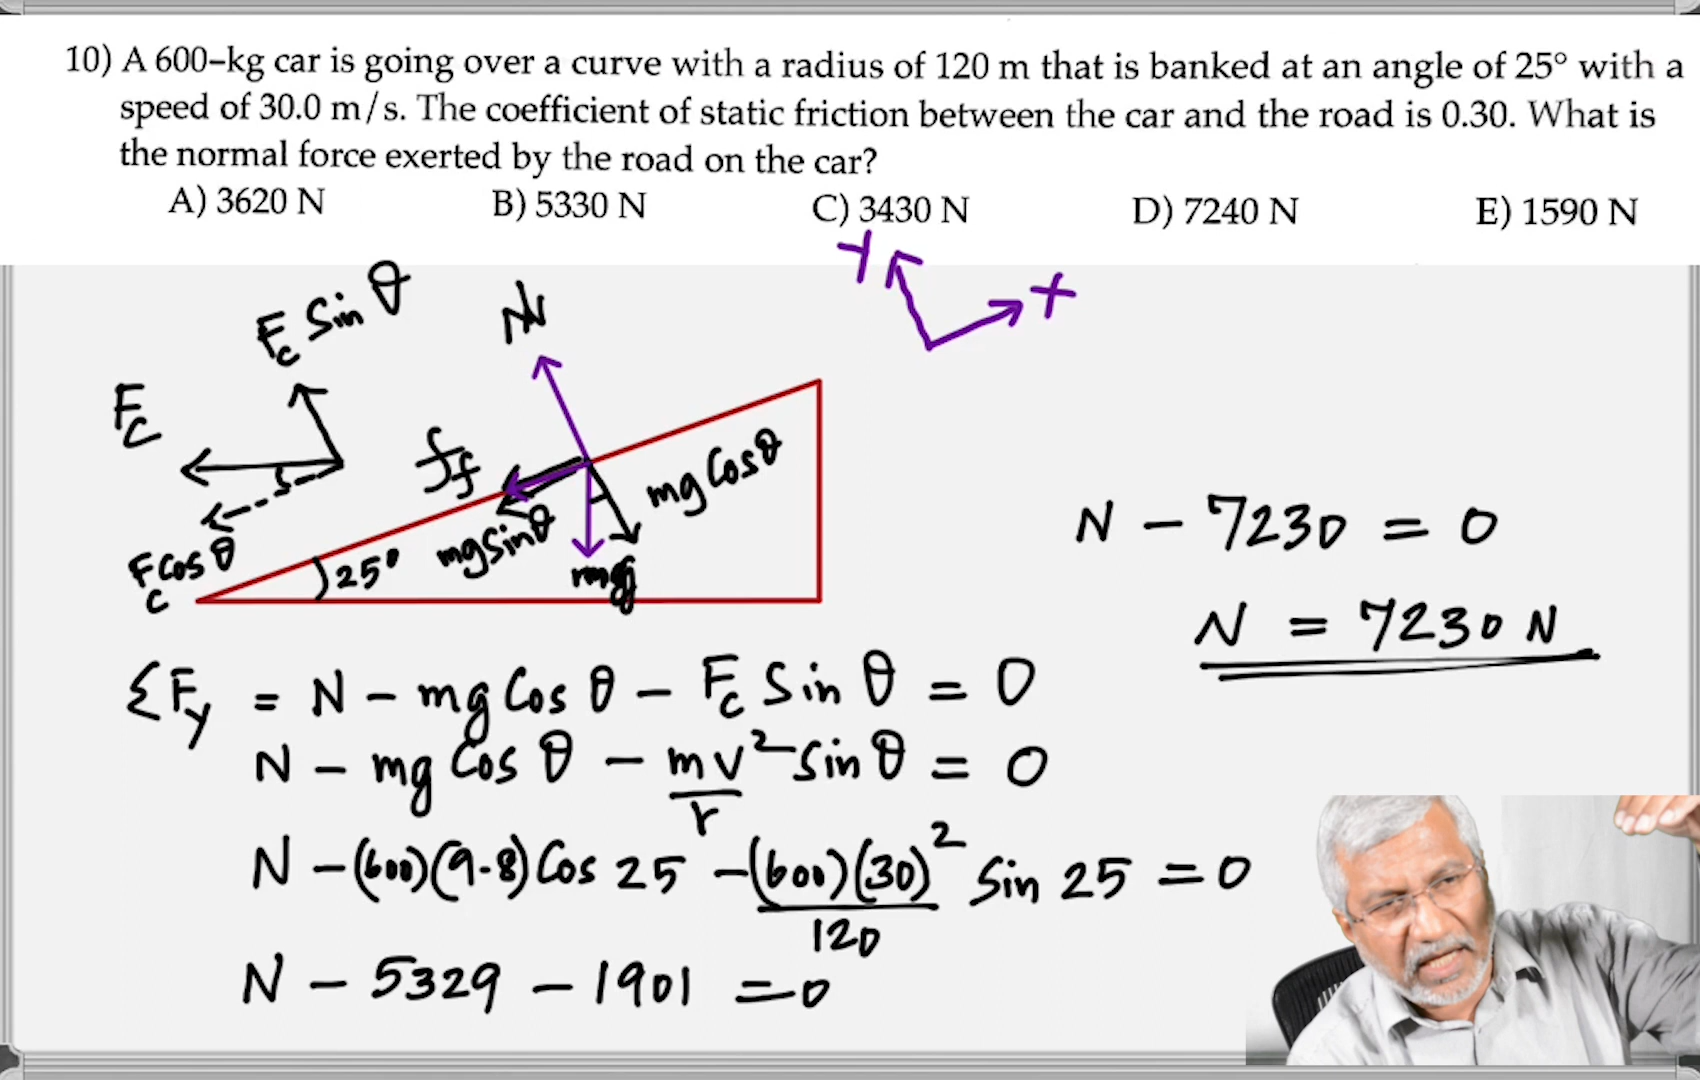 10) A 600-kg car is going over a curve with a radius of 120 m that is banked at an angle of 25° with a
speed of 30.0 m/s. The coefficient of static friction between the car and the road is 0.30. What is
the normal force exerted by the road on the car?
A) 3620 N B) 5330 N C) 3430 N D) 7240 N E) 1590 N
Y
X
Fc Sin θ
N
Fc
ff
mg Cos θ
mg Sin θ
Fc Cos θ
25°
mg
N - 7230 = 0
N = 7230 N
ΣFy = N - mg Cos θ - Fc Sin θ = 0
N - mg Cos θ - mv²/r Sin θ = 0
N - (600)(9.8) Cos 25 - (600)(30)²/120 Sin 25 = 0
N - 5329 - 1901 = 0